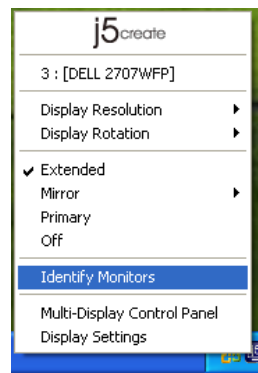 j5create
3 : [DELL 2707WFP]
Display Resolution
Display Rotation
Extended
Mirror
Primary
Off
Identify Monitors
Multi-Display Control Panel
Display Settings